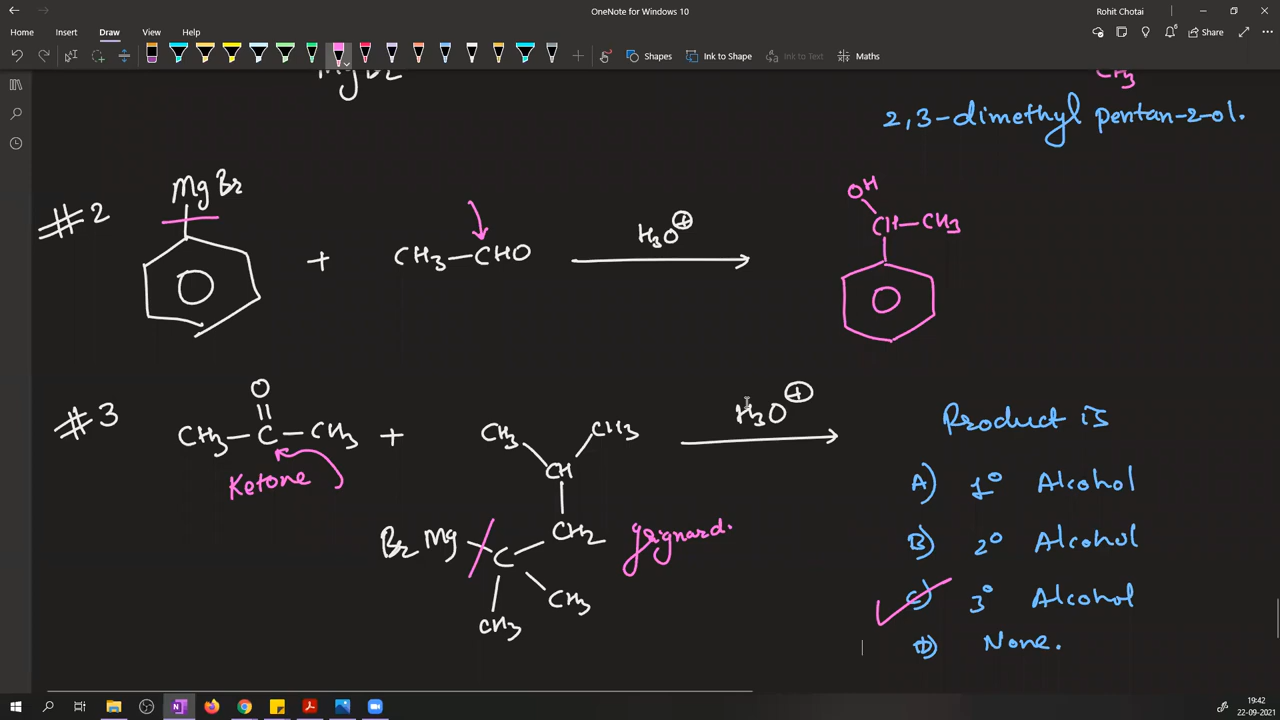 OneNote for Windows 10
Rohit Chotai
Home Insert Draw View Help
Share
Shapes Ink to Shape Ink to Text Maths
MgBr
CH3
2,3-dimethyl pentan-2-ol.
#2
MgBr
+
CH3-CHO
H3O⊕
OH
CH-CH3
#3
O
CH3-C-CH3 +
Ketone
CH3 CH3
CH
CH2
BrMg
C
CH3
CH3
grignard.
H3O⊕
Product is
A) 1° Alcohol
B) 2° Alcohol
C) 3° Alcohol
D) None.
19:42
22-09-2021